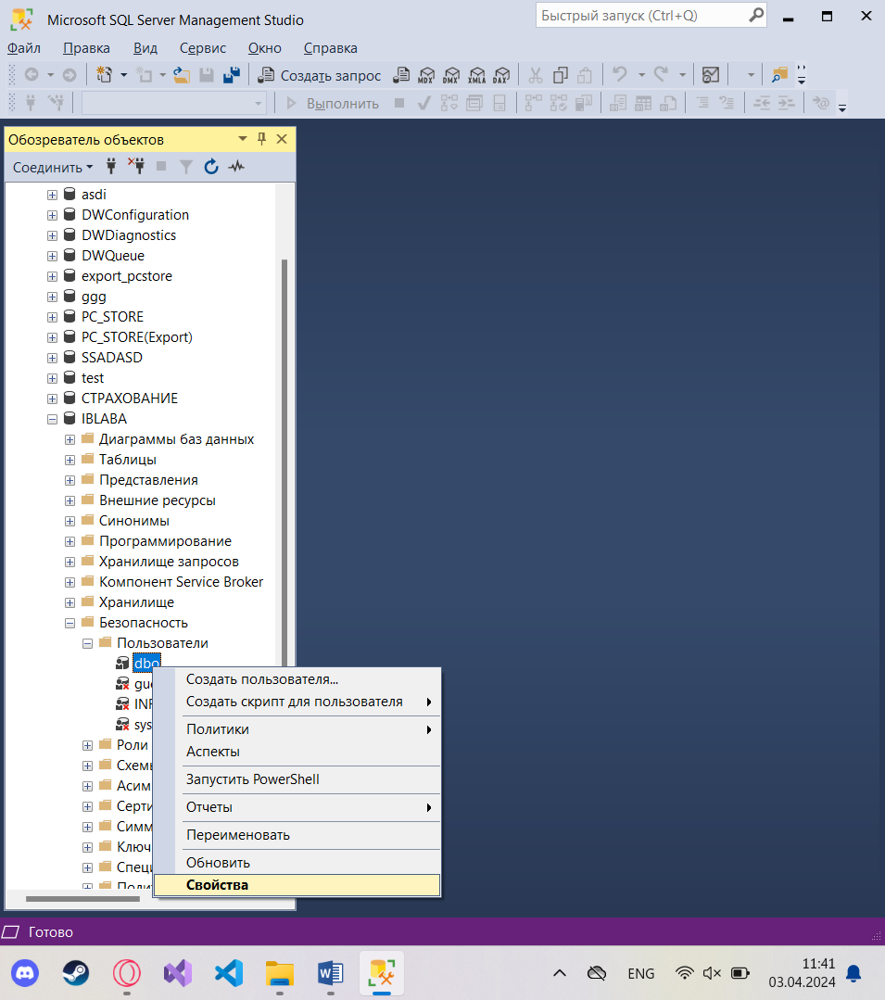 Microsoft SQL Server Management Studio
Быстрый запуск (Ctrl+Q)
Файл Правка Вид Сервис Окно Справка
Создать запрос MDX DMX XMLA DAX
Выполнить
Обозреватель объектов
Соединить
asdi
DWConfiguration
DWDiagnostics
DWQueue
export_pcstore
ggg
PC_STORE
PC_STORE(Export)
SSADASD
test
СТРАХОВАНИЕ
IBLABA
Диаграммы баз данных
Таблицы
Представления
Внешние ресурсы
Синонимы
Программирование
Хранилище запросов
Компонент Service Broker
Хранилище
Безопасность
Пользователи
dbo
gu
INF
sys
Роли
Схем
Асим
Серти
Симм
Ключ
Специ
Создать пользователя...
Создать скрипт для пользователя
Политики
Аспекты
Запустить PowerShell
Отчеты
Переименовать
Обновить
Свойства
Готово
ENG
11:41
03.04.2024